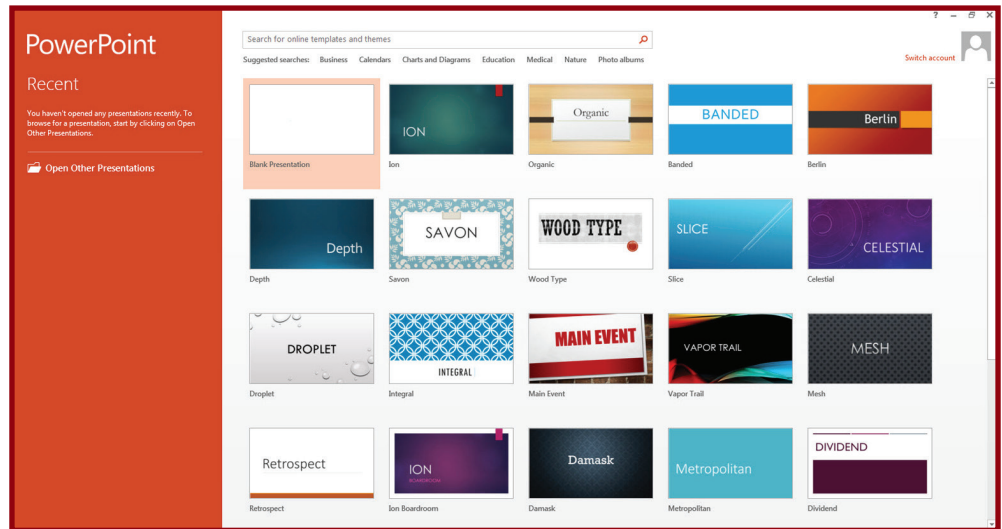 ? – ✕
PowerPoint
Search for online templates and themes
Suggested searches: Business Calendars Charts and Diagrams Education Medical Nature Photo albums
Switch account
Recent
You haven't opened any presentations recently. To
browse for a presentation, start by clicking on Open
Other Presentations.
Open Other Presentations
ION
Organic
BANDED
Berlin
Blank Presentation Ion Organic Banded Berlin
Depth
SAVON
WOOD TYPE
SLICE
CELESTIAL
Depth Savon Wood Type Slice Celestial
DROPLET
INTEGRAL
MAIN EVENT
VAPOR TRAIL
MESH
Droplet Integral Main Event Vapor Trail Mesh
Retrospect
ION
BOARDROOM
Damask
Metropolitan
DIVIDEND
Retrospect Ion Boardroom Damask Metropolitan Dividend